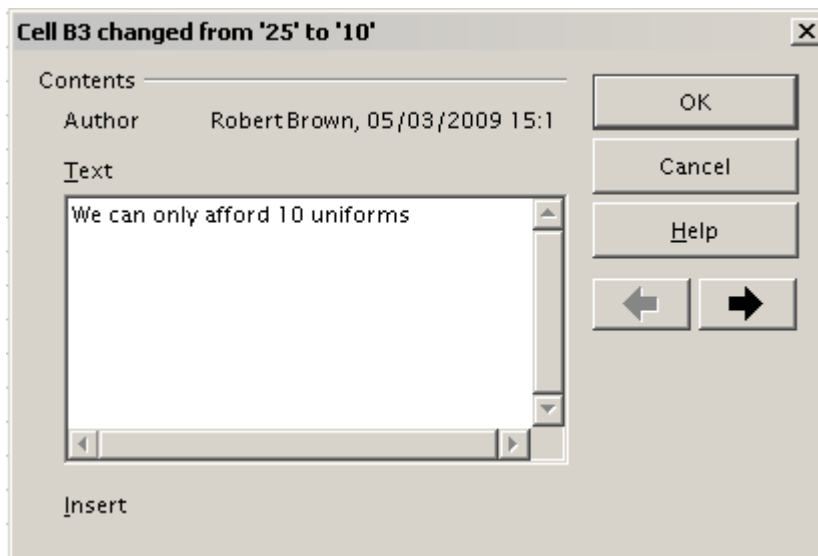 Cell B3 changed from '25' to '10'
Contents
Author Robert Brown, 05/03/2009 15:1
Text
We can only afford 10 uniforms
Insert
OK
Cancel
Help